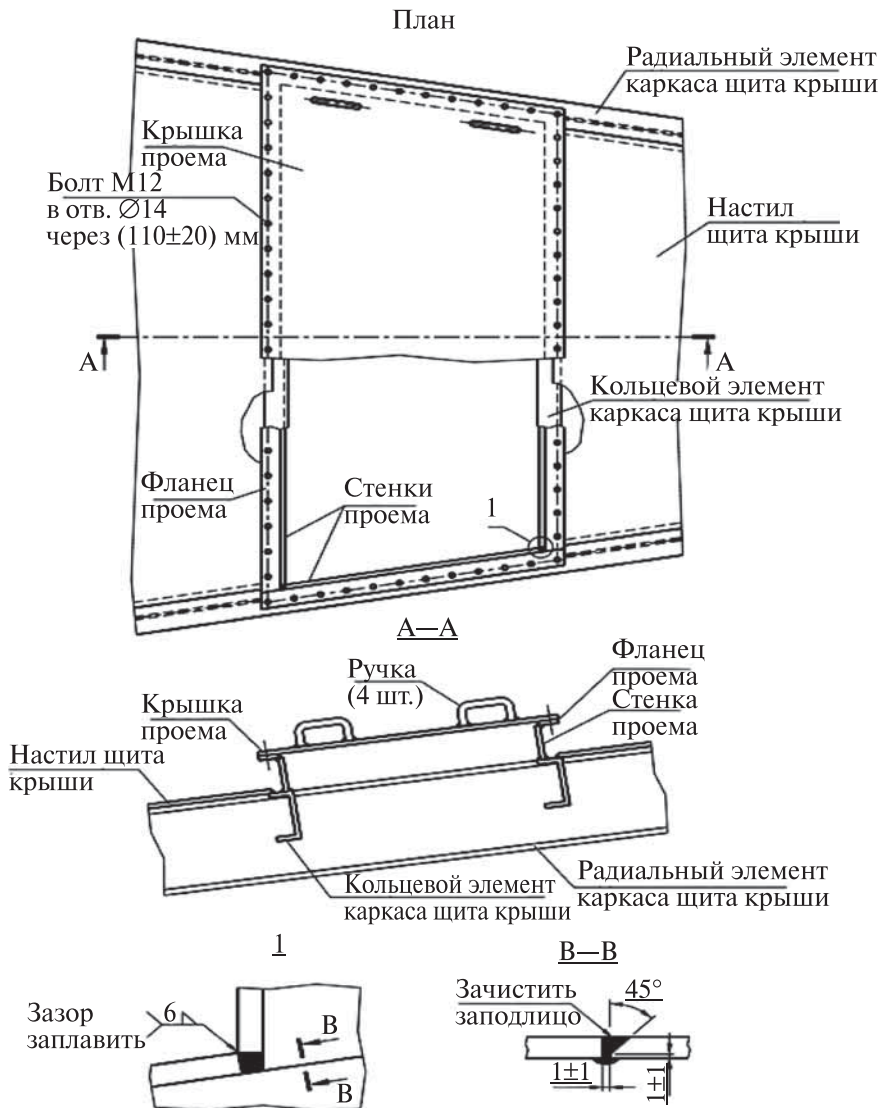 План
Радиальный элемент
каркаса щита крыши
Крышка
проема
Болт М12
в отв. ∅14
через (110±20) мм
Настил
щита крыши
А
А
Кольцевой элемент
каркаса щита крыши
Фланец
проема
Стенки
проема
1
А—А
Ручка
(4 шт.)
Фланец
проема
Стенка
проема
Крышка
проема
Настил щита
крыши
Кольцевой элемент
каркаса щита крыши
Радиальный элемент
каркаса щита крыши
1
Зазор
заплавить
6
В
В
В—В
Зачистить
заподлицо
45°
1±1
1±1